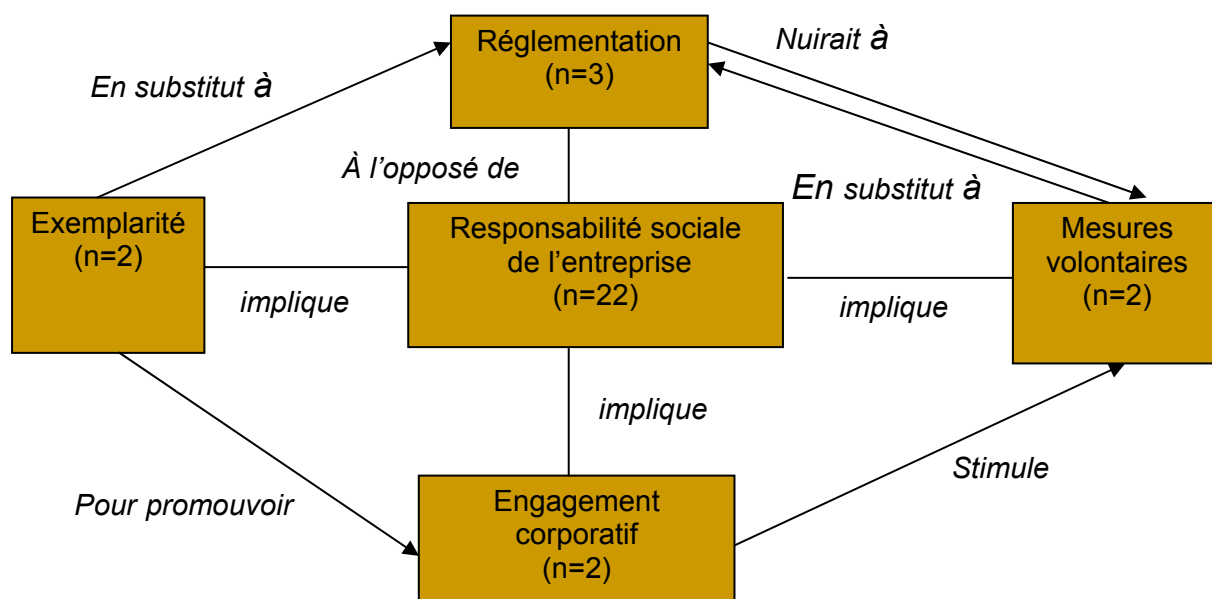 Réglementation
(n=3)
Nuirait à
En substitut à
À l'opposé de
En substitut à
Exemplarité
(n=2)
Responsabilité sociale
de l'entreprise
(n=22)
Mesures
volontaires
(n=2)
implique
implique
implique
Stimule
Pour promouvoir
Engagement
corporatif
(n=2)